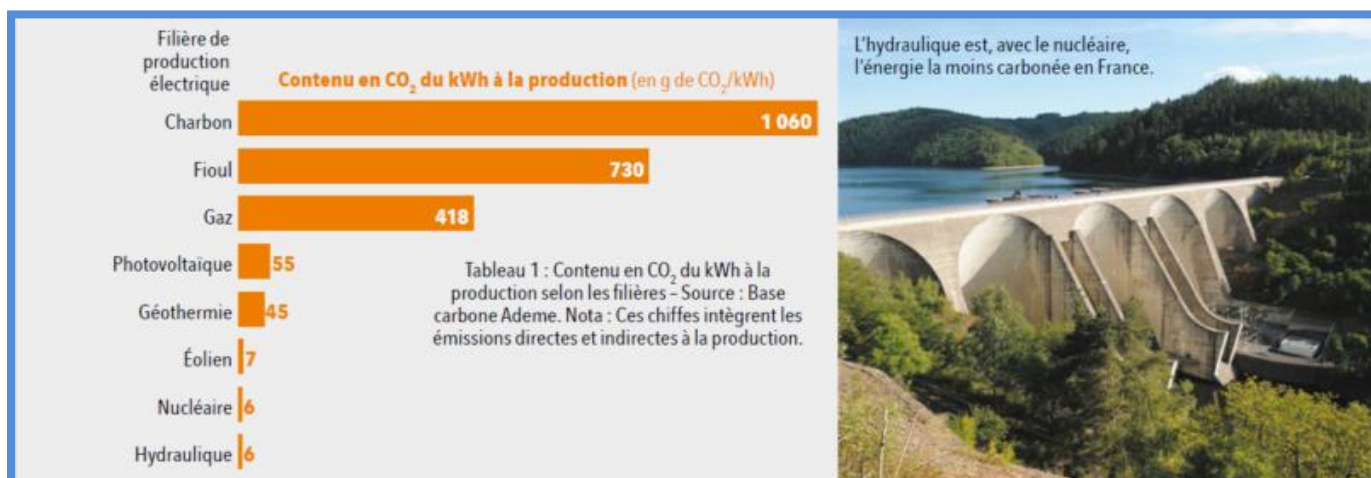 Filière de
production
électrique
Contenu en CO₂ du kWh à la production (en g de CO₂/kWh)
Charbon 1 060
Fioul 730
Gaz 418
Photovoltaïque 55
Géothermie 45
Éolien 7
Nucléaire 6
Hydraulique 6
Tableau 1 : Contenu en CO₂ du kWh à la
production selon les filières – Source : Base
carbone Ademe. Nota : Ces chiffes intègrent les
émissions directes et indirectes à la production.
L'hydraulique est, avec le nucléaire,
l'énergie la moins carbonée en France.